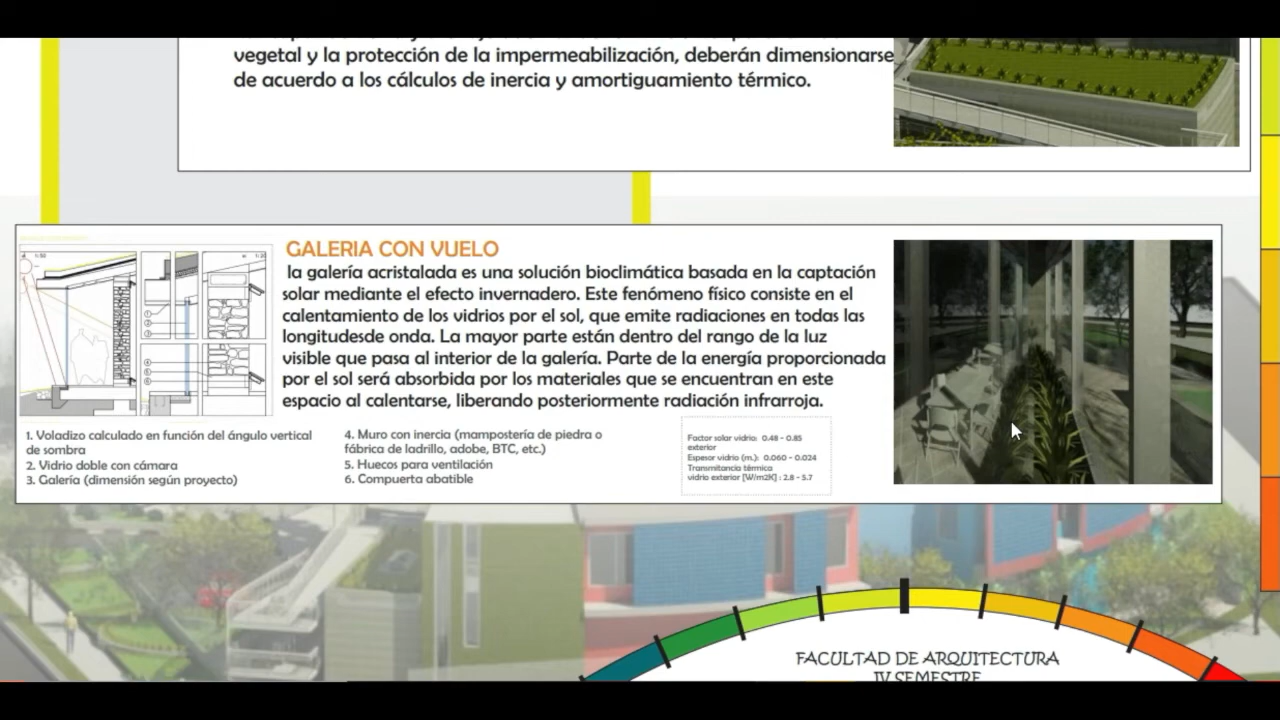 vegetal y la protección de la impermeabilización, deberán dimensionarse
de acuerdo a los cálculos de inercia y amortiguamiento térmico.
GALERIA CON VUELO
la galería acristalada es una solución bioclimática basada en la captación
solar mediante el efecto invernadero. Este fenómeno físico consiste en el
calentamiento de los vidrios por el sol, que emite radiaciones en todas las
longitudesde onda. La mayor parte están dentro del rango de la luz
visible que pasa al interior de la galería. Parte de la energía proporcionada
por el sol será absorbida por los materiales que se encuentran en este
espacio al calentarse, liberando posteriormente radiación infrarroja.
1. Voladizo calculado en función del ángulo vertical
de sombra
2. Vidrio doble con cámara
3. Galería (dimensión según proyecto)
4. Muro con inercia (mampostería de piedra o
fábrica de ladrillo, adobe, BTC, etc.)
5. Huecos para ventilación
6. Compuerta abatible
Factor solar vidrio: 0.48 - 0.85
exterior
Espesor vidrio (m.): 0.060 - 0.024
Transmitancia térmica
vidrio exterior [W/m2K] : 2.8 - 5.7
FACULTAD DE ARQUITECTURA
IV SEMESTRE